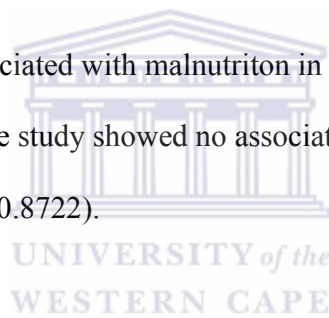 ciated with malnutriton in
e study showed no associat
0.8722).
UNIVERSITY of the
WESTERN CAPE